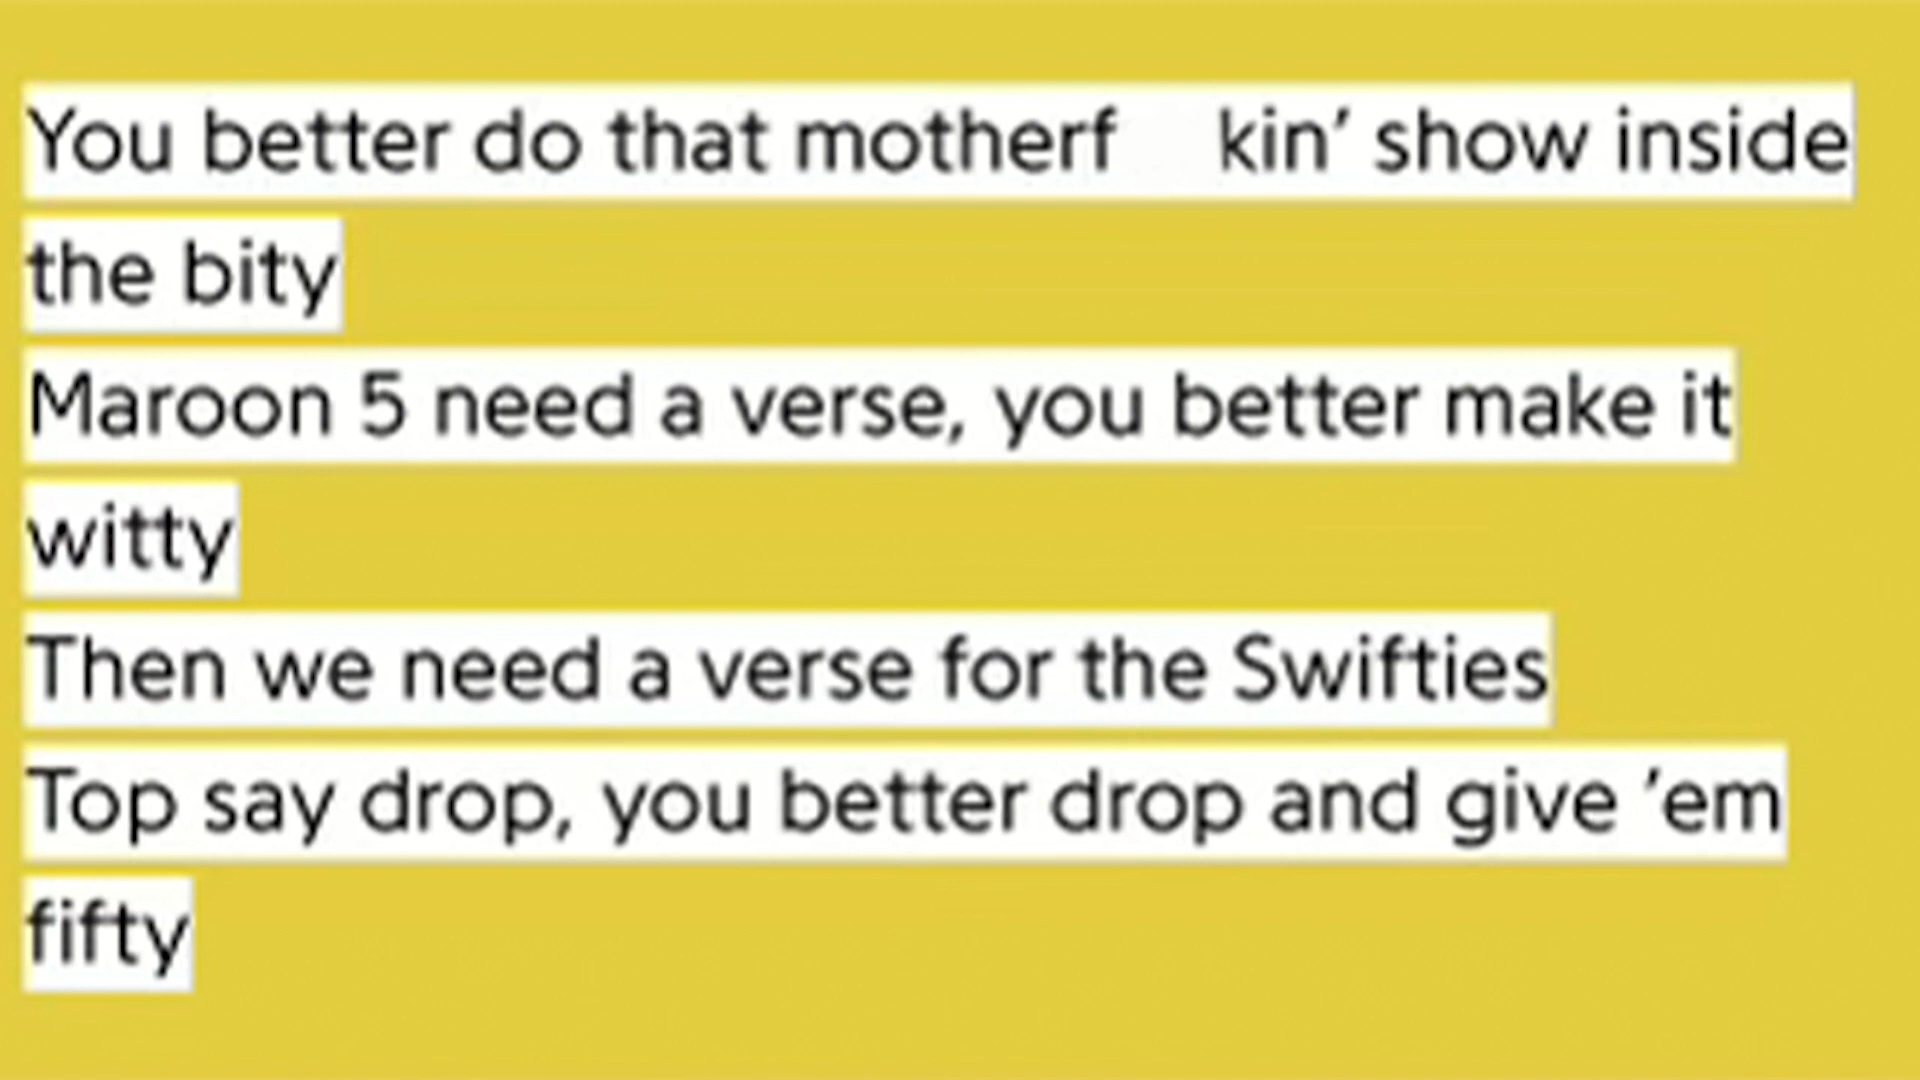 You better do that motherf kin’ show inside
the bity
Maroon 5 need a verse, you better make it
witty
Then we need a verse for the Swifties
Top say drop, you better drop and give ’em
fifty